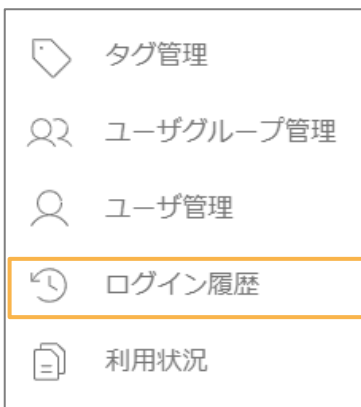 タグ管理
ユーザグループ管理
ユーザ管理
ログイン履歴
利用状況